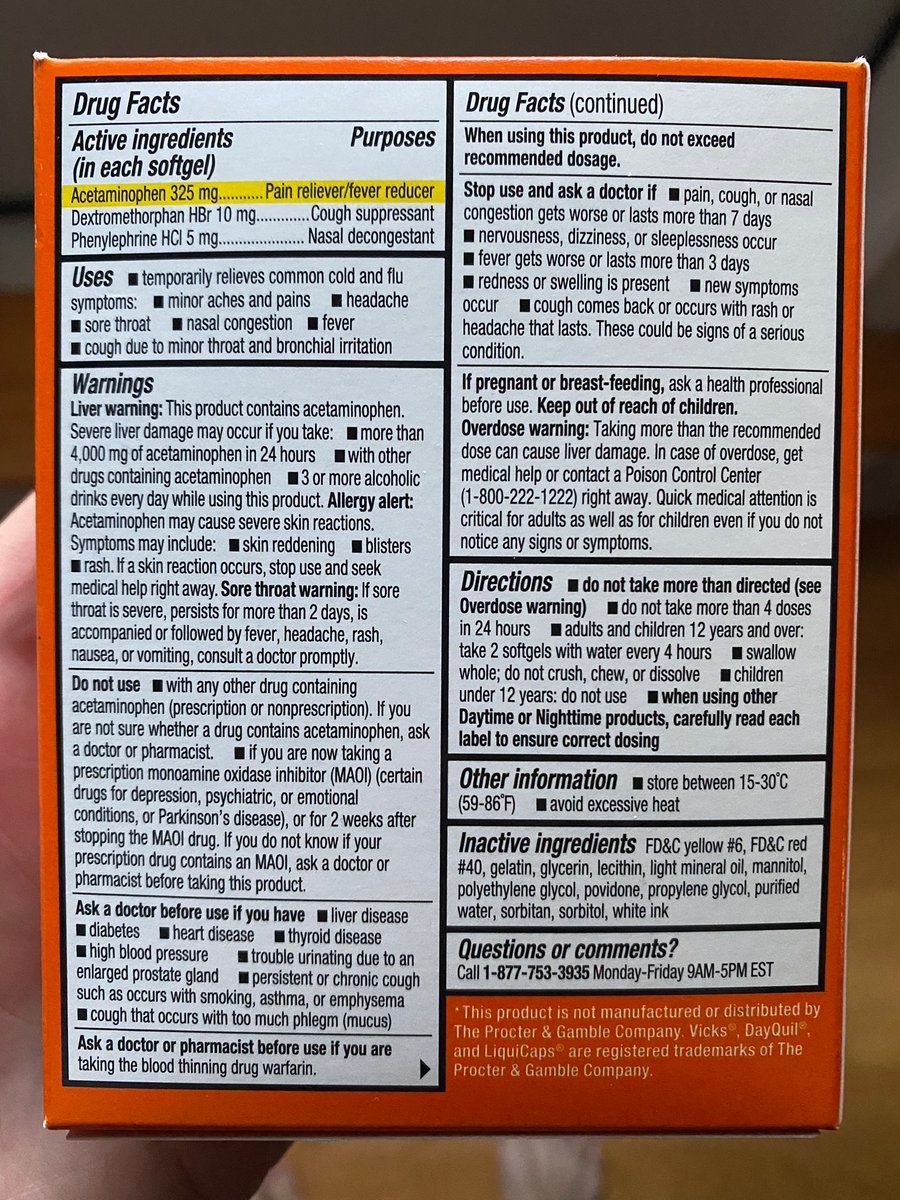 Drug Facts
Active ingredients Purposes
(in each softgel)
Acetaminophen 325 mg...........Pain reliever/fever reducer
Dextromethorphan HBr 10 mg.............Cough suppressant
Phenylephrine HCl 5 mg..................... Nasal decongestant
Uses ■ temporarily relieves common cold and flu
symptoms: ■ minor aches and pains ■ headache
■ sore throat ■ nasal congestion ■ fever
■ cough due to minor throat and bronchial irritation
Warnings
Liver warning: This product contains acetaminophen.
Severe liver damage may occur if you take: ■ more than
4,000 mg of acetaminophen in 24 hours ■ with other
drugs containing acetaminophen ■ 3 or more alcoholic
drinks every day while using this product. Allergy alert:
Acetaminophen may cause severe skin reactions.
Symptoms may include: ■ skin reddening ■ blisters
■ rash. If a skin reaction occurs, stop use and seek
medical help right away. Sore throat warning: If sore
throat is severe, persists for more than 2 days, is
accompanied or followed by fever, headache, rash,
nausea, or vomiting, consult a doctor promptly.
Do not use ■ with any other drug containing
acetaminophen (prescription or nonprescription). If you
are not sure whether a drug contains acetaminophen, ask
a doctor or pharmacist. ■ if you are now taking a
prescription monoamine oxidase inhibitor (MAOI) (certain
drugs for depression, psychiatric, or emotional
conditions, or Parkinson's disease), or for 2 weeks after
stopping the MAOI drug. If you do not know if your
prescription drug contains an MAOI, ask a doctor or
pharmacist before taking this product.
Ask a doctor before use if you have ■ liver disease
■ diabetes ■ heart disease ■ thyroid disease
■ high blood pressure ■ trouble urinating due to an
enlarged prostate gland ■ persistent or chronic cough
such as occurs with smoking, asthma, or emphysema
■ cough that occurs with too much phlegm (mucus)
Ask a doctor or pharmacist before use if you are
taking the blood thinning drug warfarin.
Drug Facts (continued)
When using this product, do not exceed
recommended dosage.
Stop use and ask a doctor if ■ pain, cough, or nasal
congestion gets worse or lasts more than 7 days
■ nervousness, dizziness, or sleeplessness occur
■ fever gets worse or lasts more than 3 days
■ redness or swelling is present ■ new symptoms
occur ■ cough comes back or occurs with rash or
headache that lasts. These could be signs of a serious
condition.
If pregnant or breast-feeding, ask a health professional
before use. Keep out of reach of children.
Overdose warning: Taking more than the recommended
dose can cause liver damage. In case of overdose, get
medical help or contact a Poison Control Center
(1-800-222-1222) right away. Quick medical attention is
critical for adults as well as for children even if you do not
notice any signs or symptoms.
Directions ■ do not take more than directed (see
Overdose warning) ■ do not take more than 4 doses
in 24 hours ■ adults and children 12 years and over:
take 2 softgels with water every 4 hours ■ swallow
whole; do not crush, chew, or dissolve ■ children
under 12 years: do not use ■ when using other
Daytime or Nighttime products, carefully read each
label to ensure correct dosing
Other information ■ store between 15-30°C
(59-86°F) ■ avoid excessive heat
Inactive ingredients FD&C yellow #6, FD&C red
#40, gelatin, glycerin, lecithin, light mineral oil, mannitol,
polyethylene glycol, povidone, propylene glycol, purified
water, sorbitan, sorbitol, white ink
Questions or comments?
Call 1-877-753-3935 Monday-Friday 9AM-5PM EST
*This product is not manufactured or distributed by
The Procter & Gamble Company. Vicks®, DayQuil®,
and LiquiCaps® are registered trademarks of The
Procter & Gamble Company.